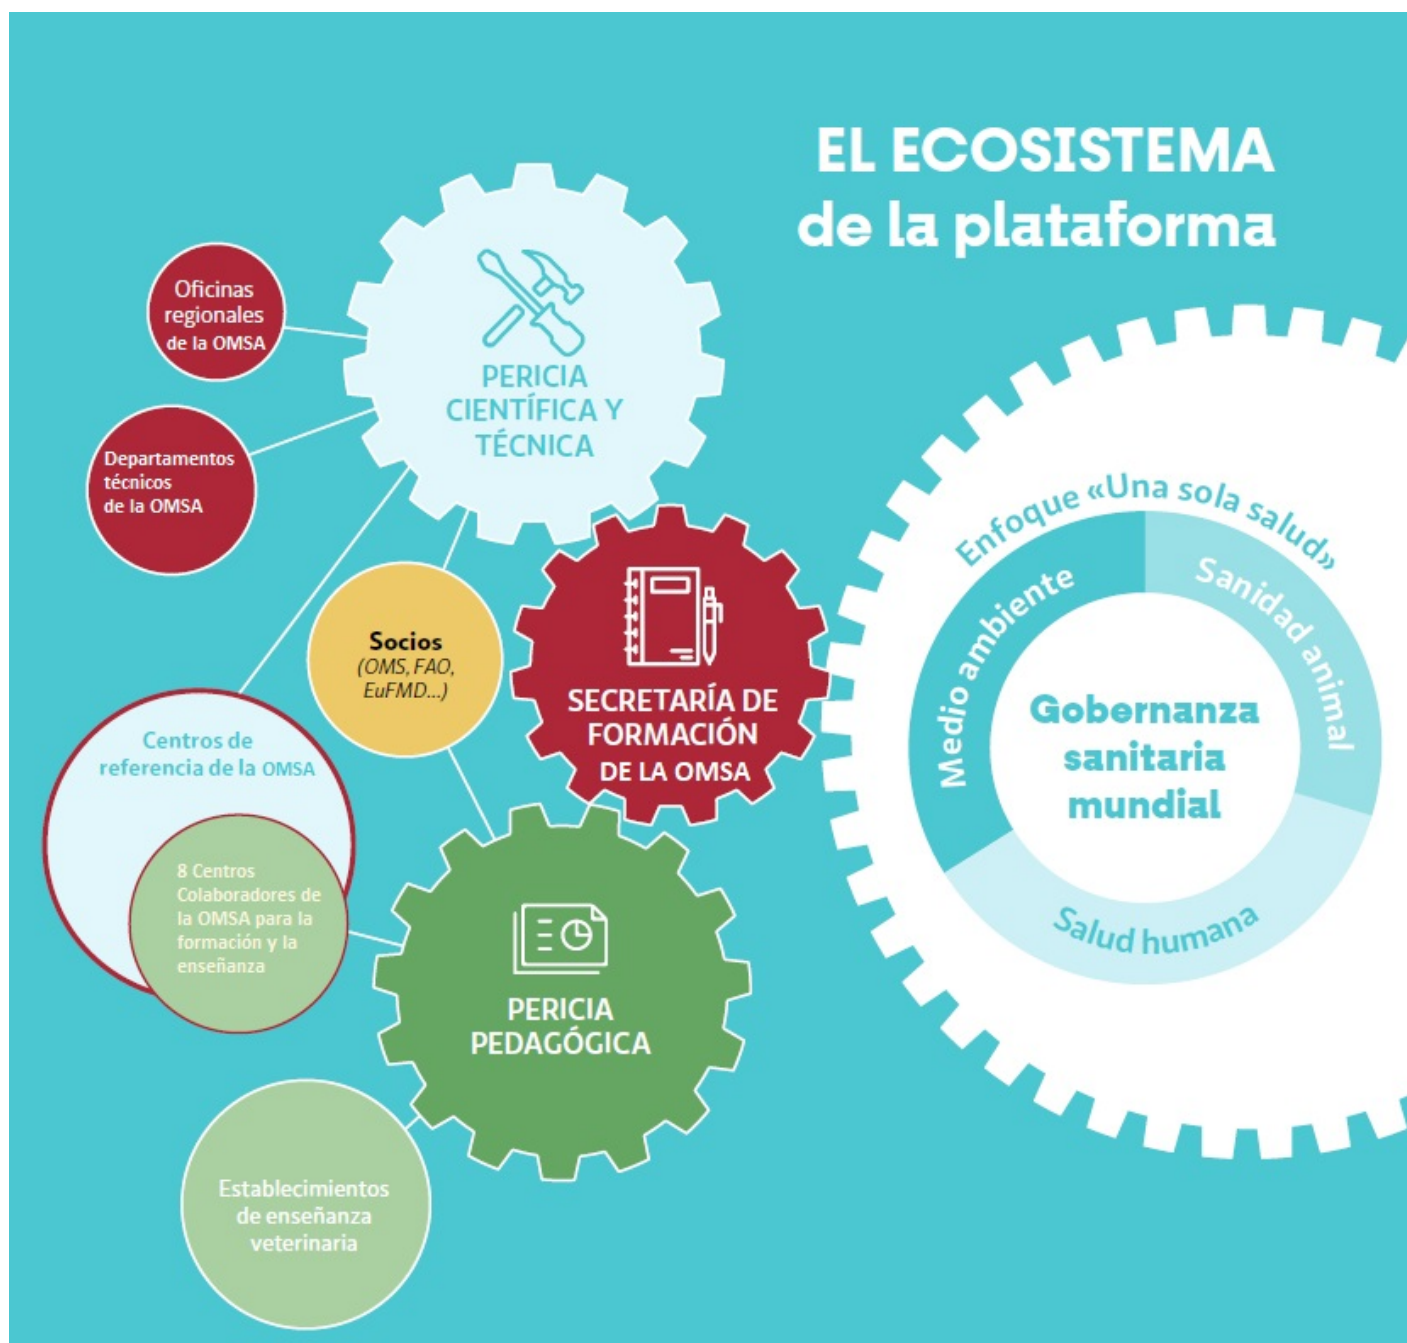 EL ECOSISTEMA
de la plataforma
Oficinas
regionales
de la OMSA
PERICIA
CIENTÍFICA Y
TÉCNICA
Departamentos
técnicos
de la OMSA
Socios
(OMS, FAO,
EuFMD...)
SECRETARÍA DE
FORMACIÓN
DE LA OMSA
Centros de
referencia de la OMSA
8 Centros
Colaboradores de
la OMSA para la
formación y la
enseñanza
PERICIA
PEDAGÓGICA
Establecimientos
de enseñanza
veterinaria
Enfoque «Una sola salud»
Medio ambiente
Sanidad animal
Gobernanza
sanitaria
mundial
Salud humana